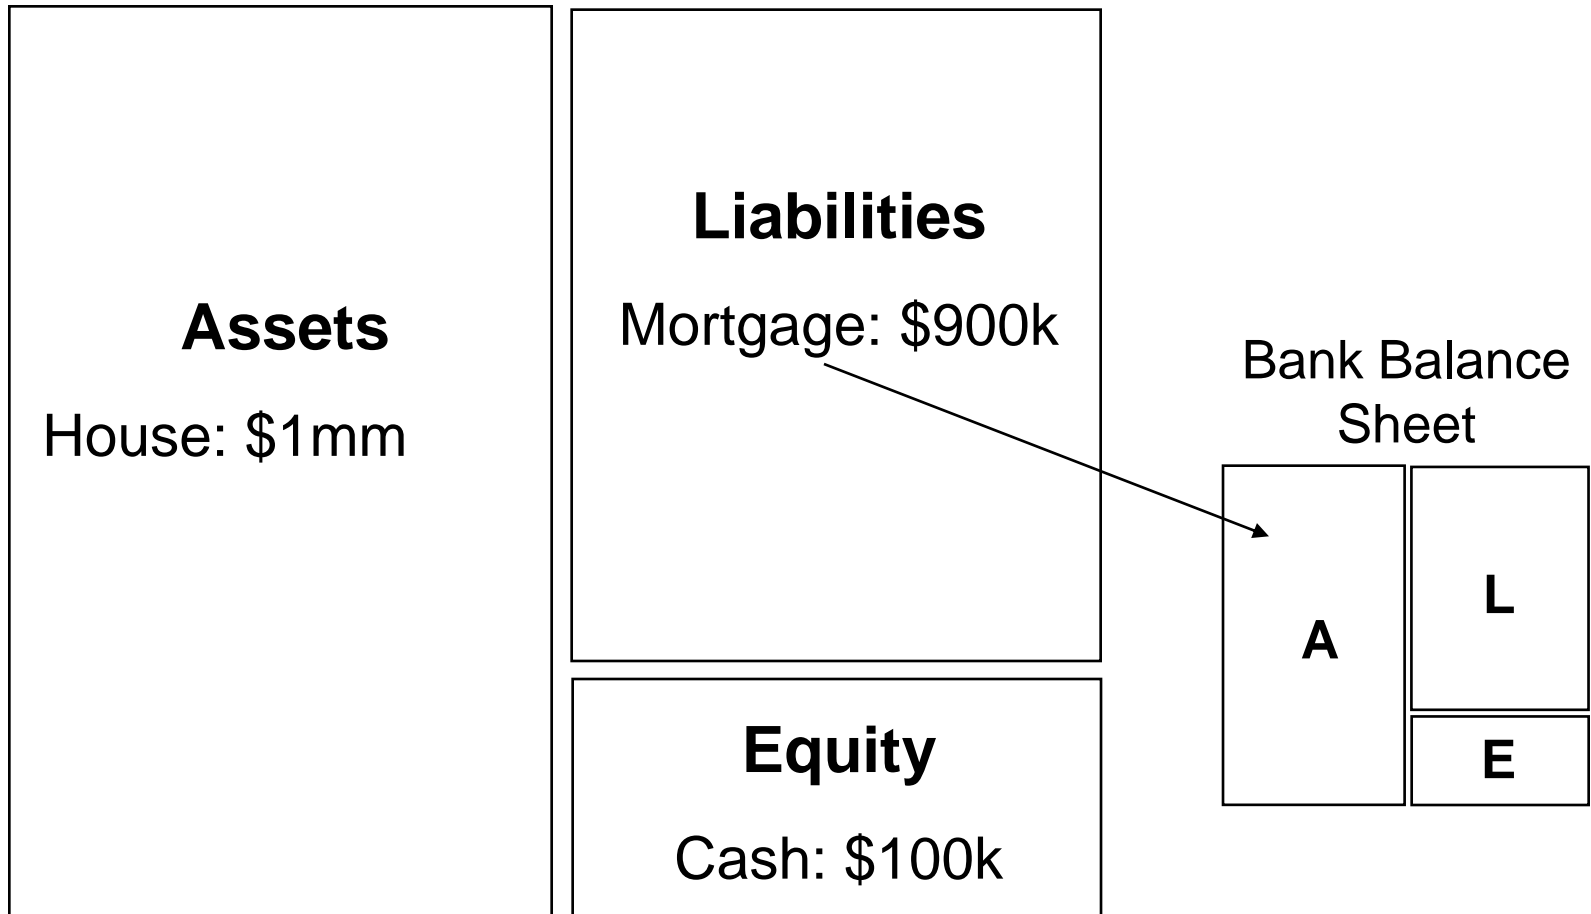 Assets
House: $1mm
Liabilities
Mortgage: $900k
Equity
Cash: $100k
Bank Balance
Sheet
A
L
E